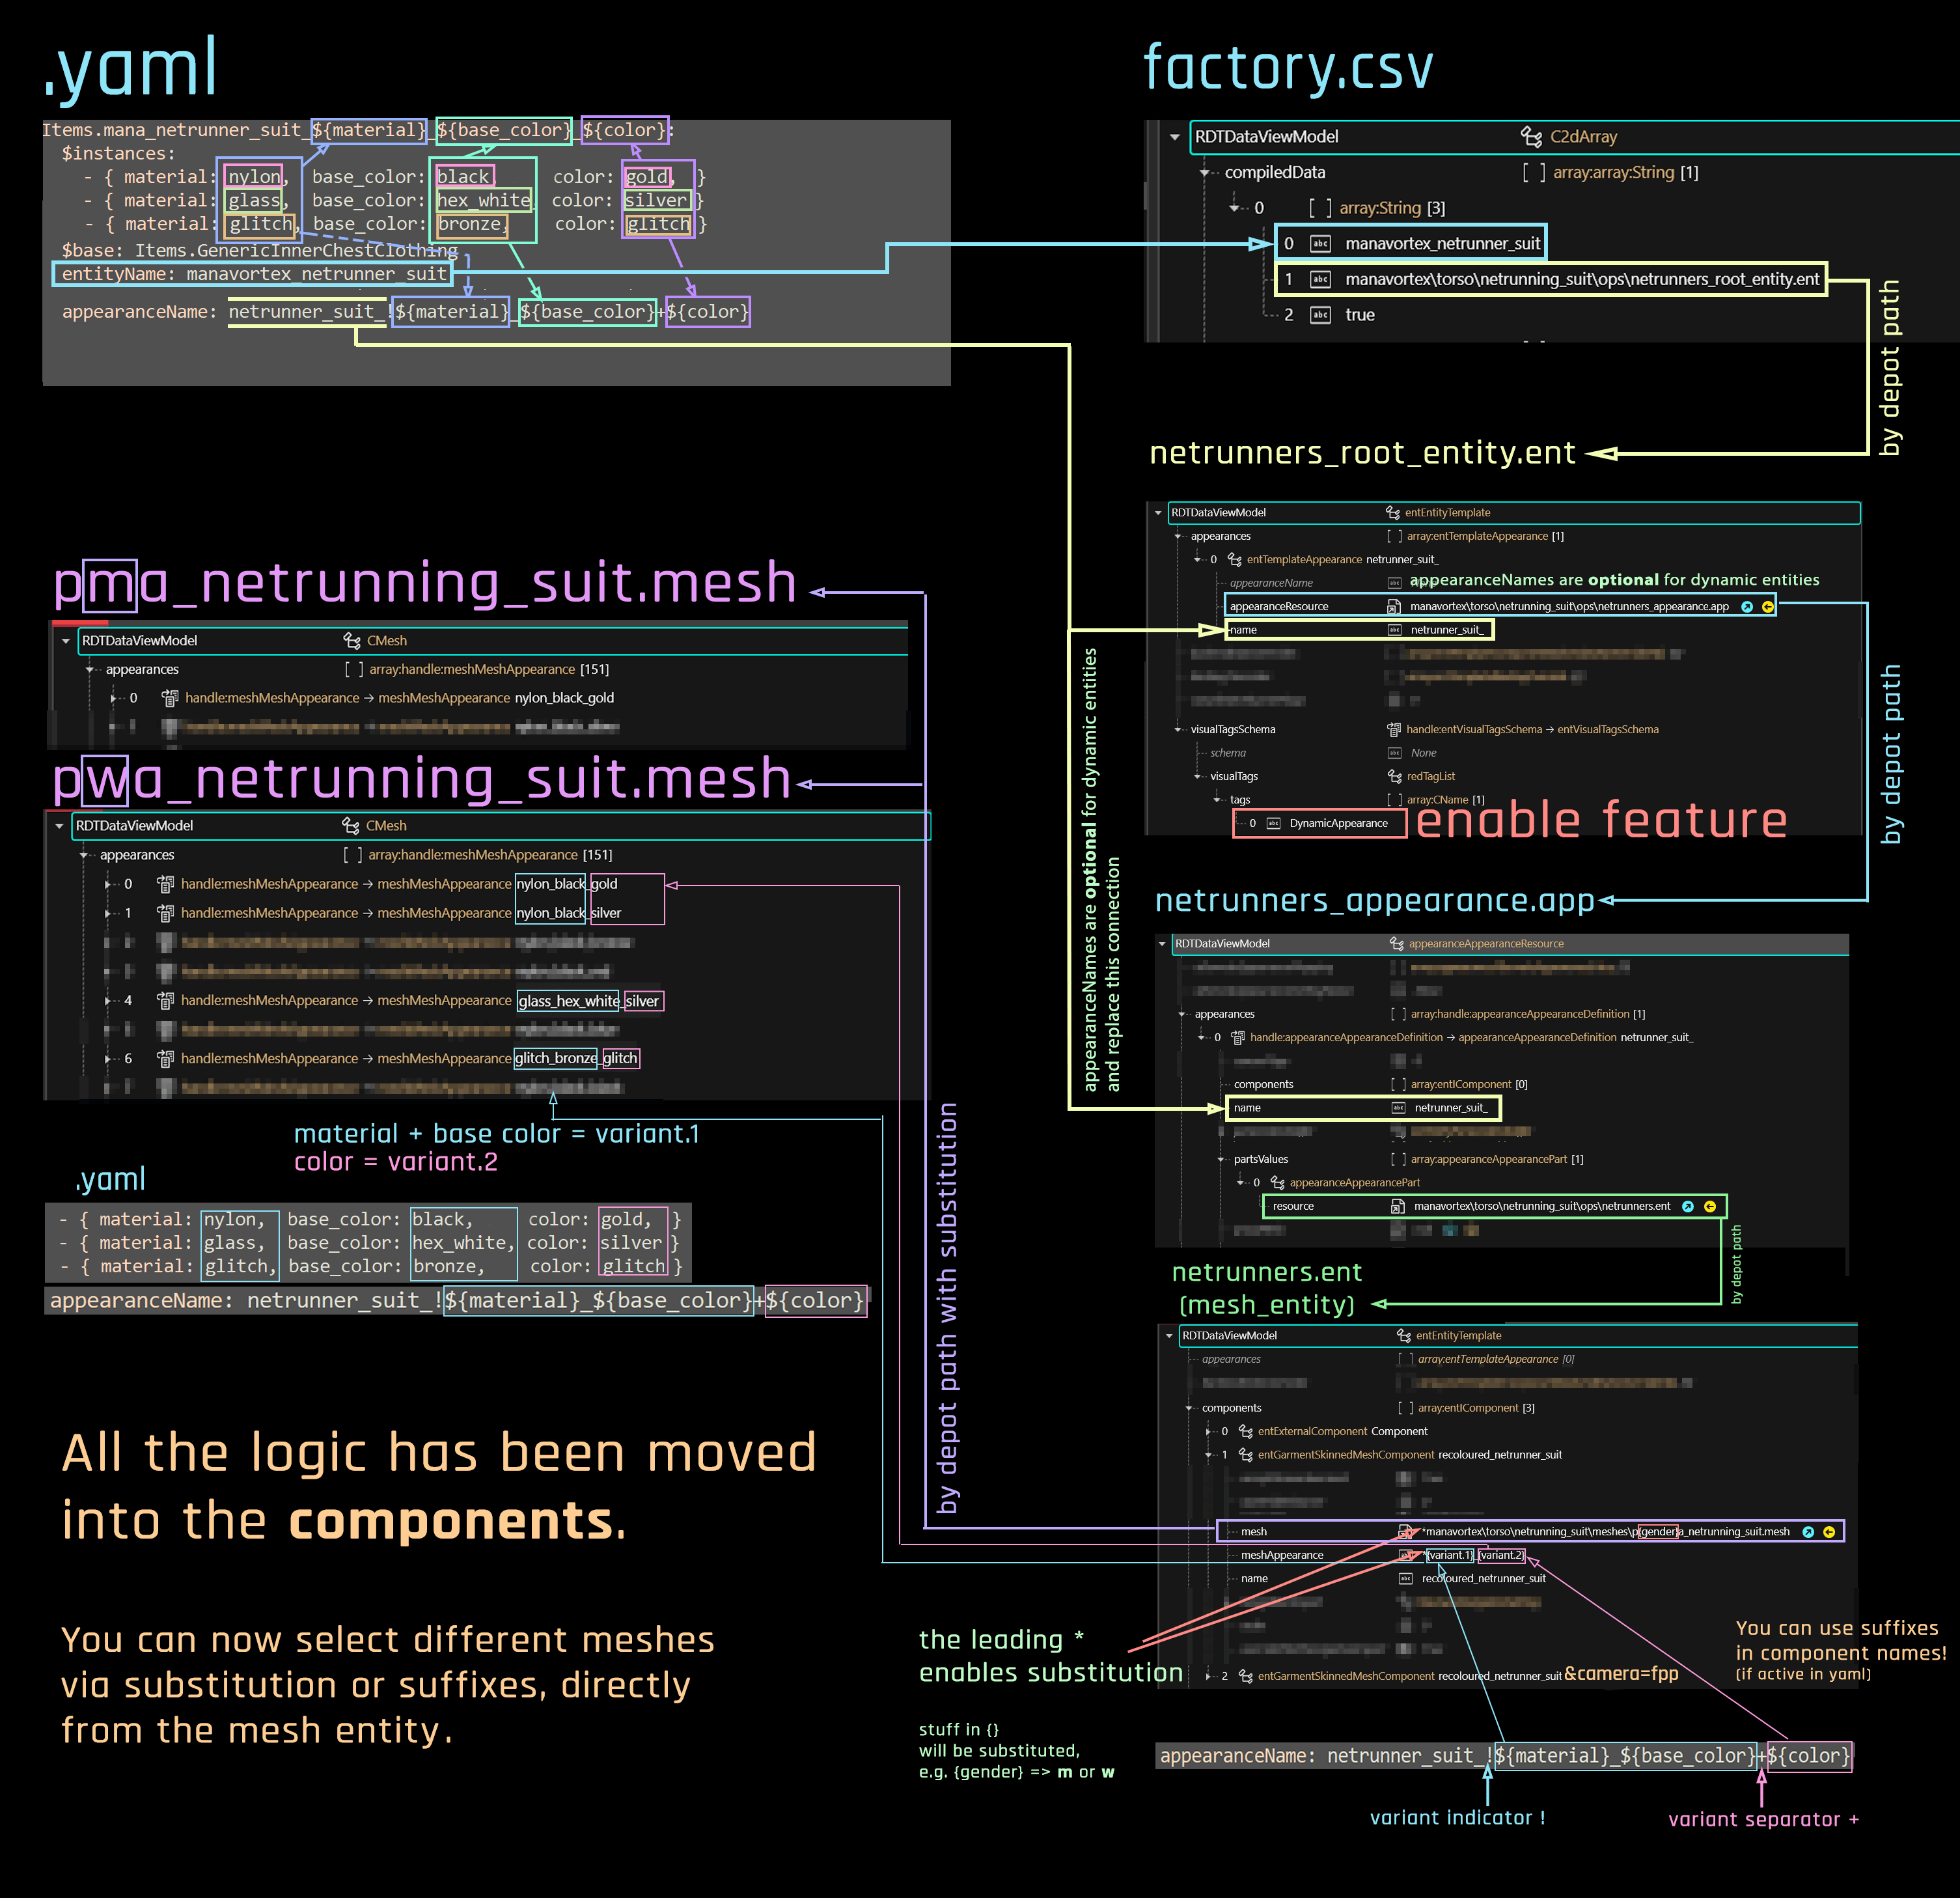 .yaml
Items.mana_netrunner_suit_${material}_${base_color}_${color}:
$instances:
- { material: nylon, base_color: black, color: gold, }
- { material: glass, base_color: hex_white, color: silver }
- { material: glitch, base_color: bronze, color: glitch }
$base: Items.GenericInnerChestClothing
entityName: manavortex_netrunner_suit
appearanceName: netrunner_suit_!${material}_${base_color}+${color}
factory.csv
RDTDataViewModel C2dArray
compiledData [ ] array:array:String [1]
0 [ ] array:String [3]
0 abc manavortex_netrunner_suit
1 abc manavortex\torso\netrunning_suit\ops\netrunners_root_entity.ent
2 abc true
by depot path
netrunners_root_entity.ent
RDTDataViewModel entEntityTemplate
appearances [ ] array:entTemplateAppearance [1]
0 entTemplateAppearance netrunner_suit_
appearanceName abc appearanceNames are optional for dynamic entities
appearanceResource manavortex\torso\netrunning_suit\ops\netrunners_appearance.app
name abc netrunner_suit_
visualTagsSchema handle:entVisualTagsSchema → entVisualTagsSchema
schema abc None
visualTags redTagList
tags [ ] array:CName [1]
0 abc DynamicAppearance enable feature
appearanceNames are optional for dynamic entities
and replace this connection
by depot path
pma_netrunning_suit.mesh
RDTDataViewModel CMesh
appearances [ ] array:handle:meshMeshAppearance [151]
0 handle:meshMeshAppearance → meshMeshAppearance nylon_black_gold
pwa_netrunning_suit.mesh
RDTDataViewModel CMesh
appearances [ ] array:handle:meshMeshAppearance [151]
0 handle:meshMeshAppearance → meshMeshAppearance nylon_black_gold
1 handle:meshMeshAppearance → meshMeshAppearance nylon_black_silver
4 handle:meshMeshAppearance → meshMeshAppearance glass_hex_white_silver
6 handle:meshMeshAppearance → meshMeshAppearance glitch_bronze_glitch
material + base color = variant.1
color = variant.2
.yaml
- { material: nylon, base_color: black, color: gold, }
- { material: glass, base_color: hex_white, color: silver }
- { material: glitch, base_color: bronze, color: glitch }
appearanceName: netrunner_suit_!${material}_${base_color}+${color}
by depot path with substitution
netrunners_appearance.app
RDTDataViewModel appearanceAppearanceResource
appearances [ ] array:handle:appearanceAppearanceDefinition [1]
0 handle:appearanceAppearanceDefinition → appearanceAppearanceDefinition netrunner_suit_
components [ ] array:entIComponent [0]
name abc netrunner_suit_
partsValues [ ] array:appearanceAppearancePart [1]
0 appearanceAppearancePart
resource manavortex\torso\netrunning_suit\ops\netrunners.ent
by depot path
netrunners.ent
(mesh_entity)
RDTDataViewModel entEntityTemplate
appearances [ ] array:entTemplateAppearance [0]
components [ ] array:entIComponent [3]
0 entExternalComponent Component
1 entGarmentSkinnedMeshComponent recoloured_netrunner_suit
mesh *manavortex\torso\netrunning_suit\meshes\p{gender}a_netrunning_suit.mesh
meshAppearance abc *{variant.1}_{variant.2}
name abc recoloured_netrunner_suit
2 entGarmentSkinnedMeshComponent recoloured_netrunner_suit &camera=fpp
All the logic has been moved
into the components.
You can now select different meshes
via substitution or suffixes, directly
from the mesh entity.
the leading *
enables substitution
stuff in {}
will be substituted,
e.g. {gender} => m or w
You can use suffixes
in component names!
(if active in yaml)
appearanceName: netrunner_suit_!${material}_${base_color}+${color}
variant indicator !
variant separator +